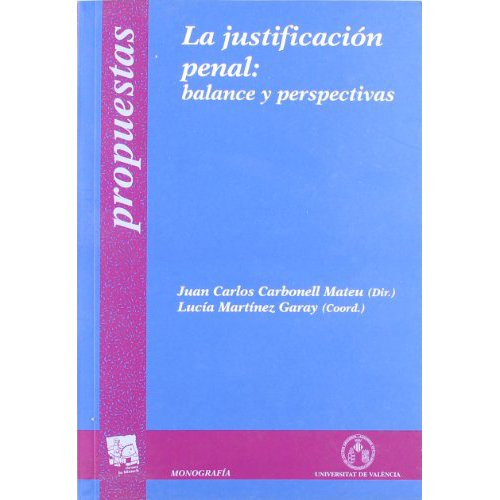 propuestas
La justificación
penal:
balance y perspectivas
Juan Carlos Carbonell Mateu (Dir.)
Lucía Martínez Garay (Coord.)
MONOGRAFÍA
UNIVERSITAT DE VALÈNCIA